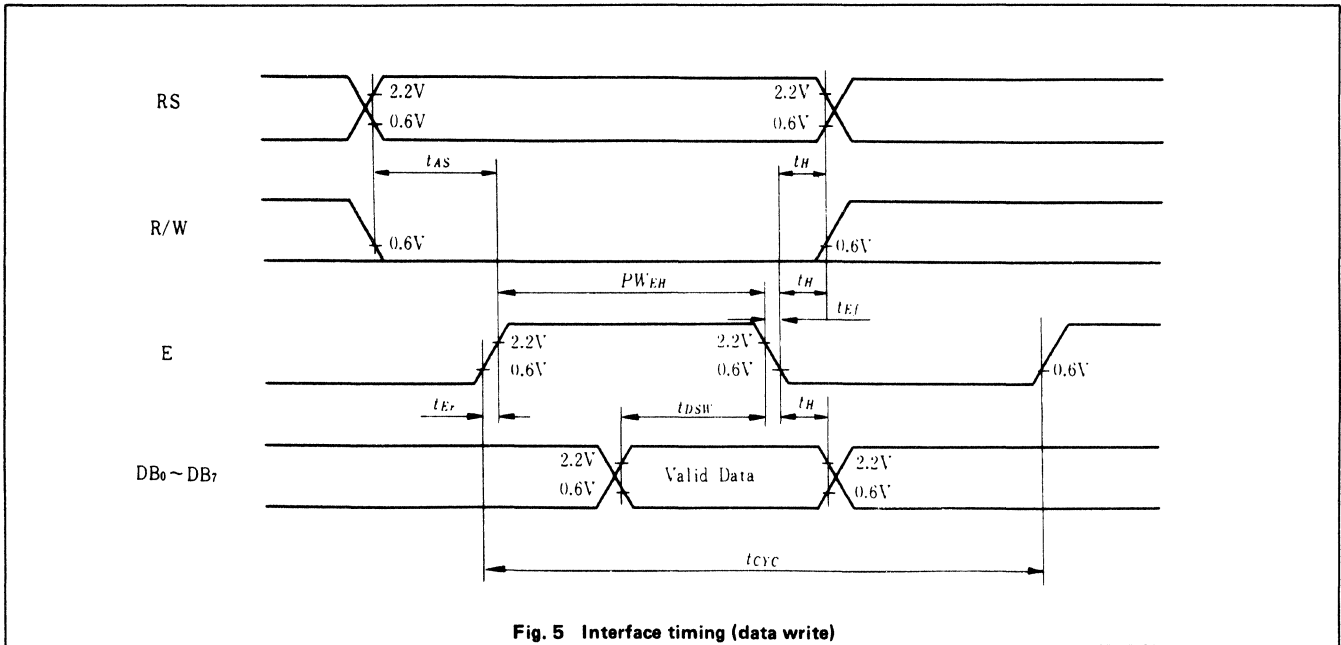 RS
2.2V
0.6V
2.2V
0.6V
tAS
tH
R/W
0.6V
0.6V
PWEH
tH
tEf
E
2.2V
0.6V
2.2V
0.6V
0.6V
tEr
tDSW
tH
DB0~DB7
2.2V
0.6V
Valid Data
2.2V
0.6V
tCYC
Fig. 5 Interface timing (data write)